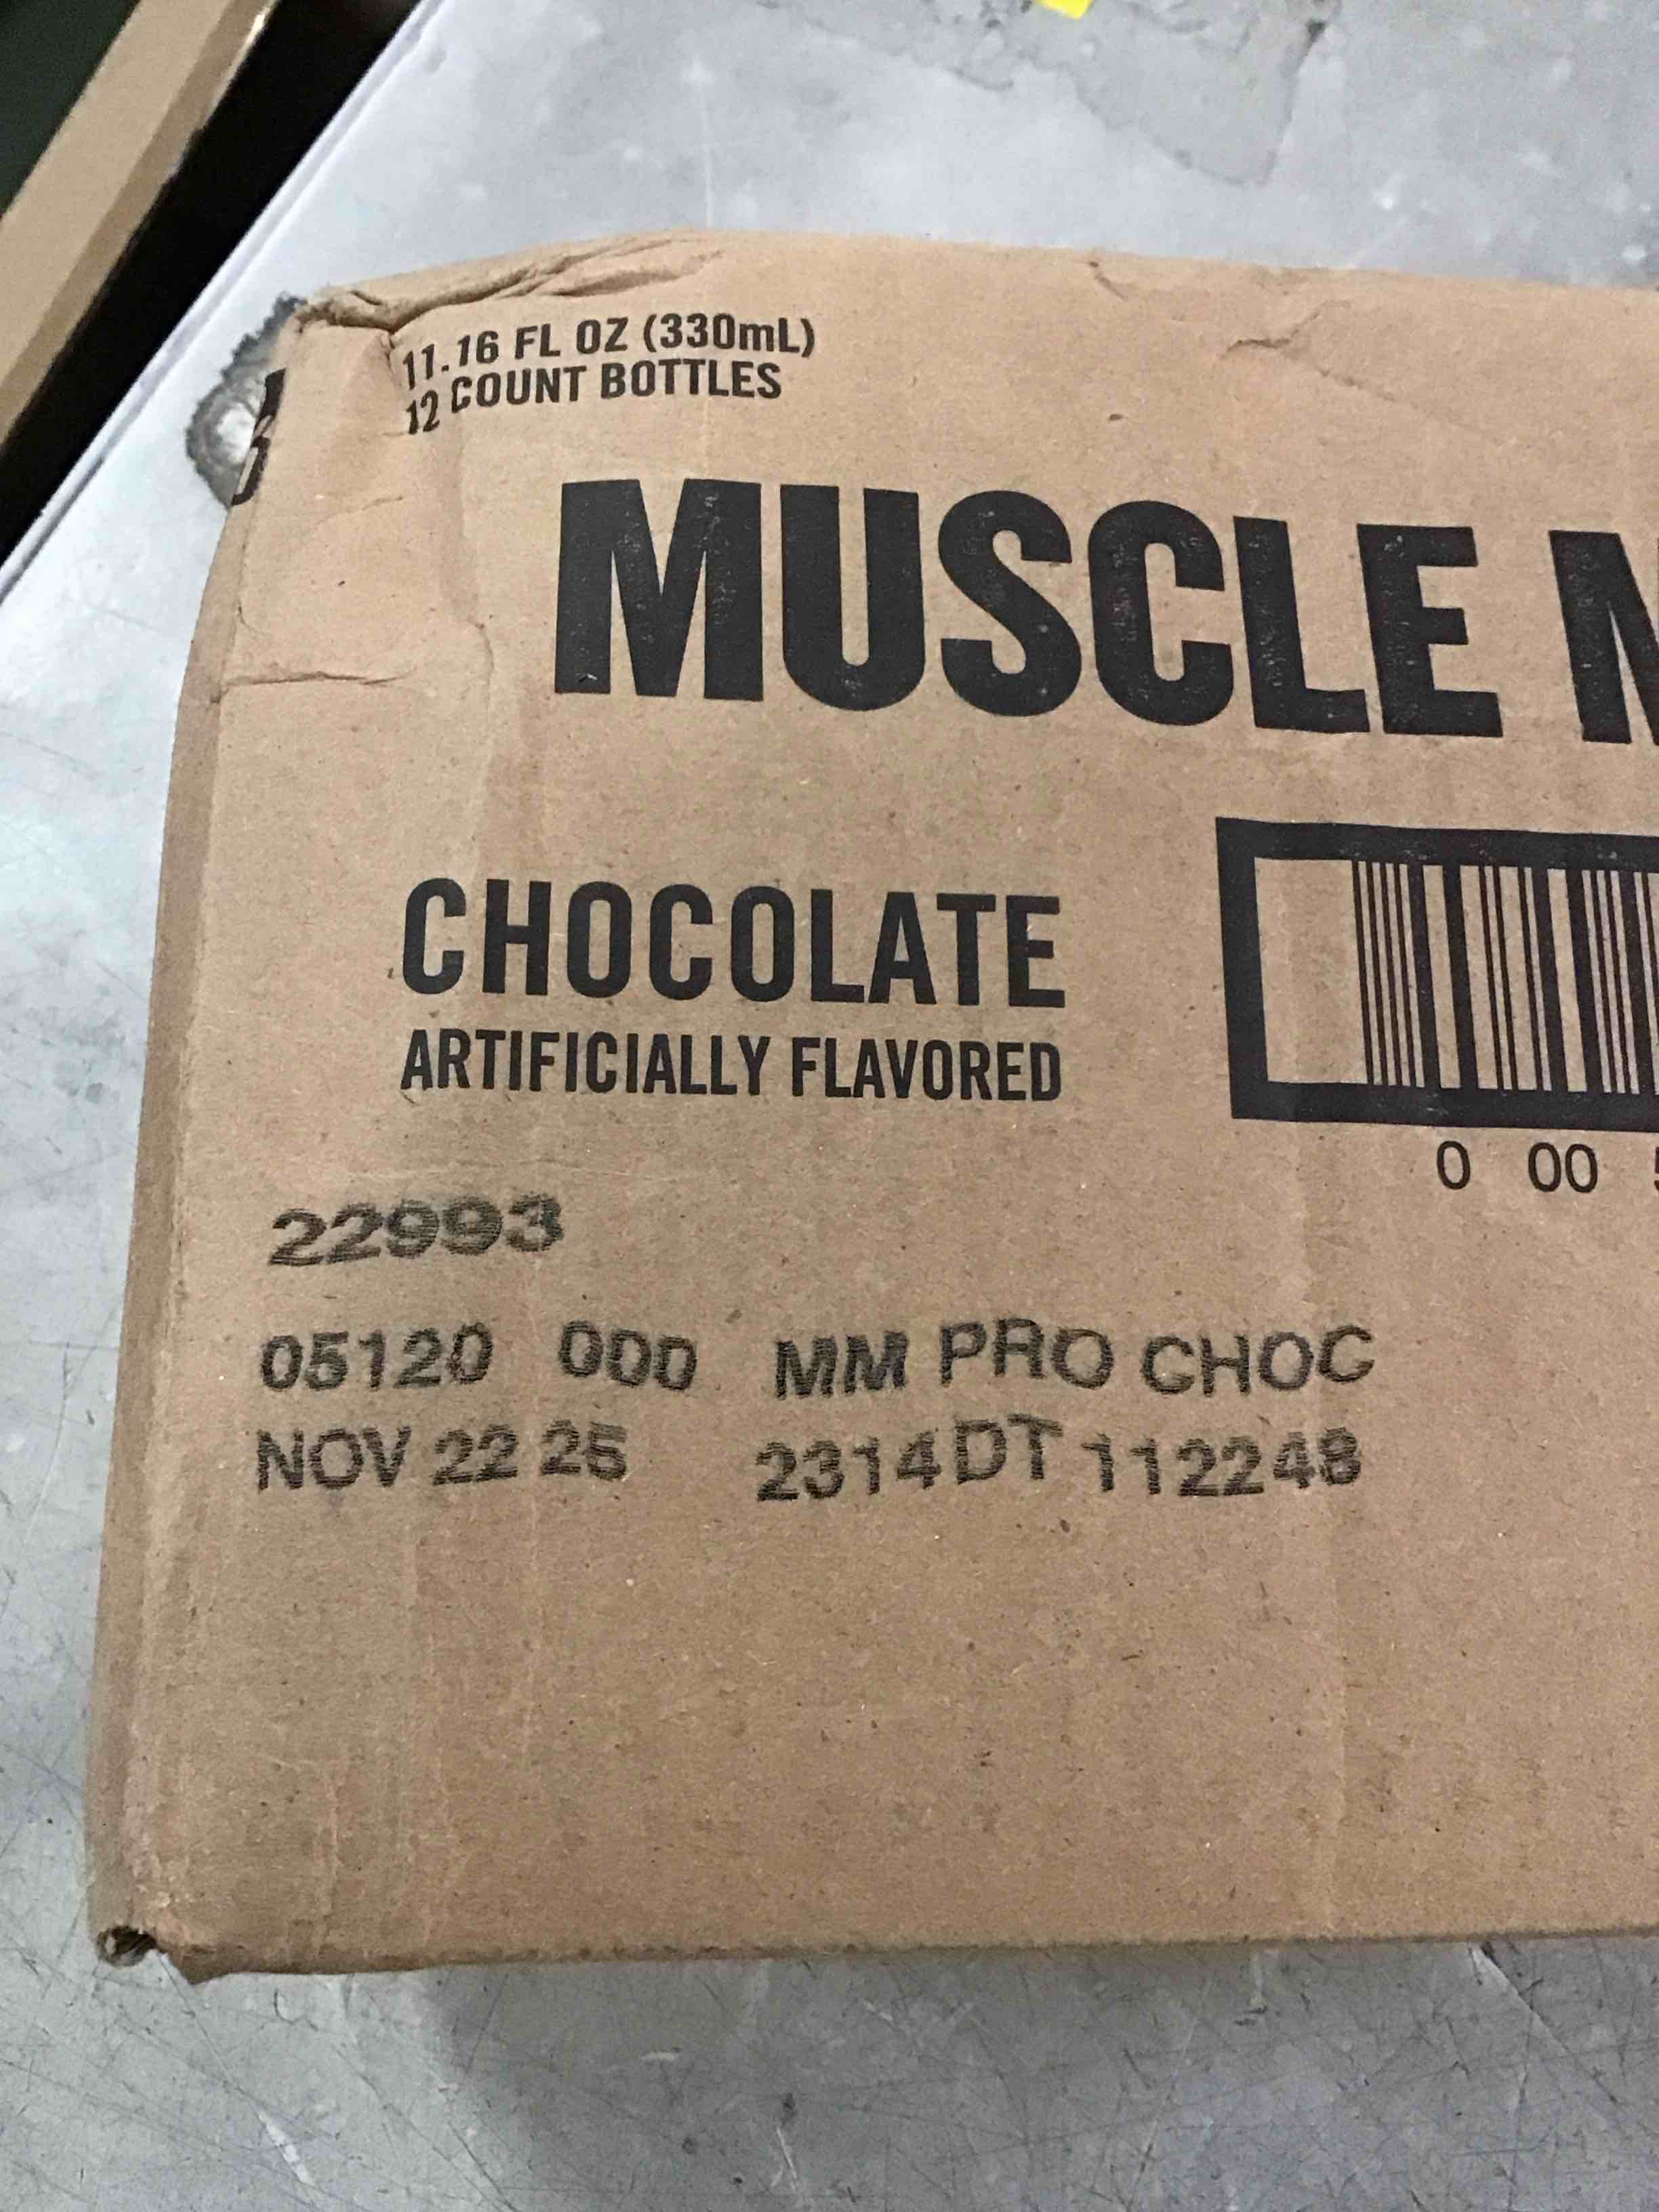 11.16 FL OZ (330mL)
12 COUNT BOTTLES
MUSCLE M
CHOCOLATE
ARTIFICIALLY FLAVORED
0 00
22993
05120 000 MM PRO CHOC
NOV 22 25 2314DT 112248